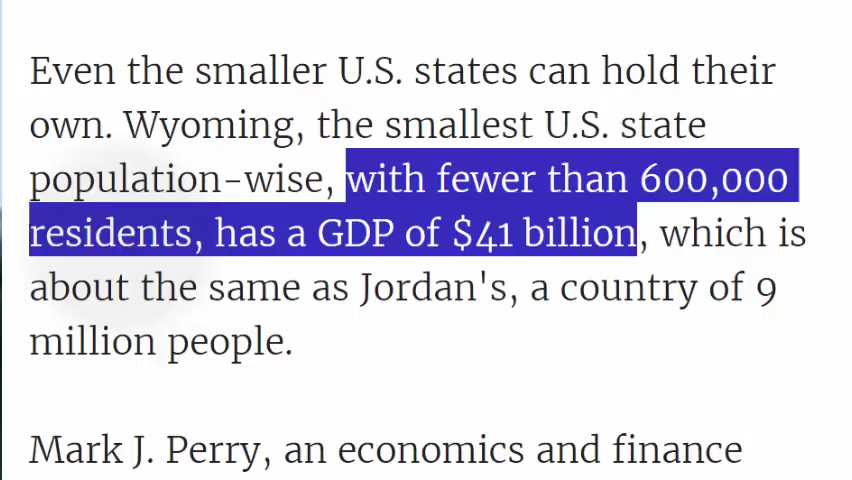 Even the smaller U.S. states can hold their
own. Wyoming, the smallest U.S. state
population-wise, with fewer than 600,000
residents, has a GDP of $41 billion, which is
about the same as Jordan's, a country of 9
million people.
Mark J. Perry, an economics and finance